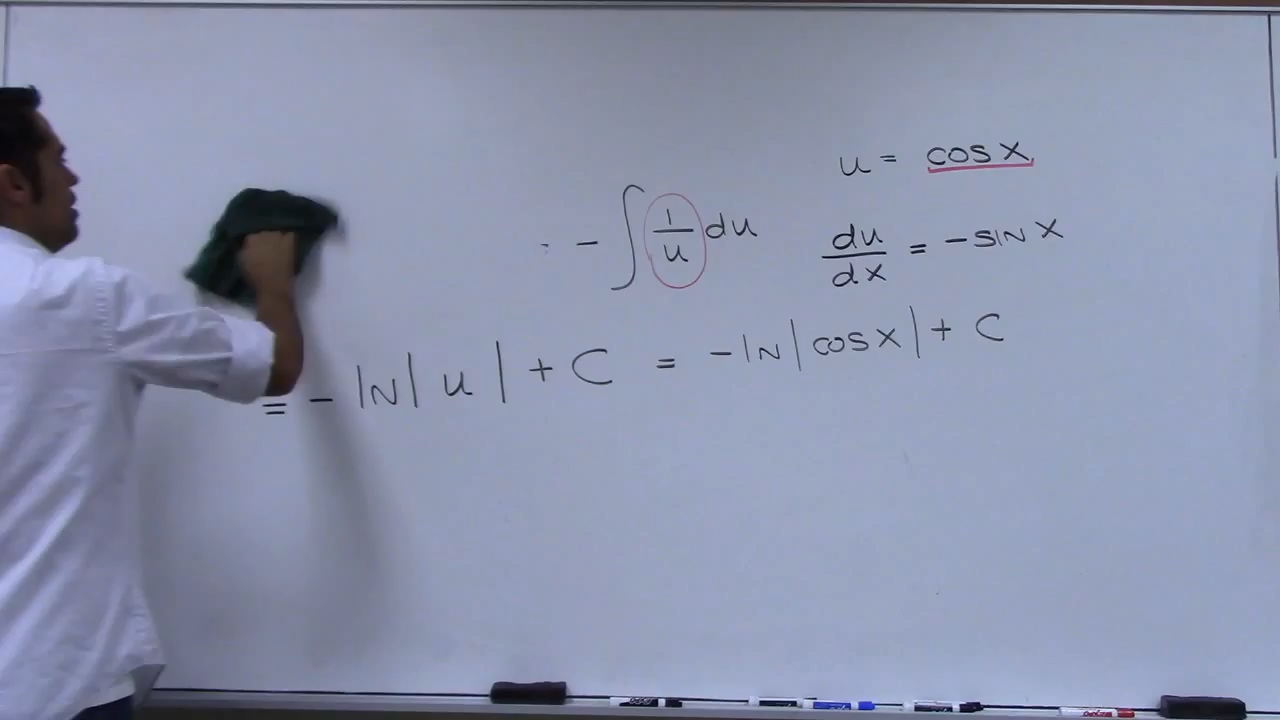 u = cos x
- ∫ 1/u du
du/dx = - sin x
= - ln | u | + C = - ln | cos x | + C